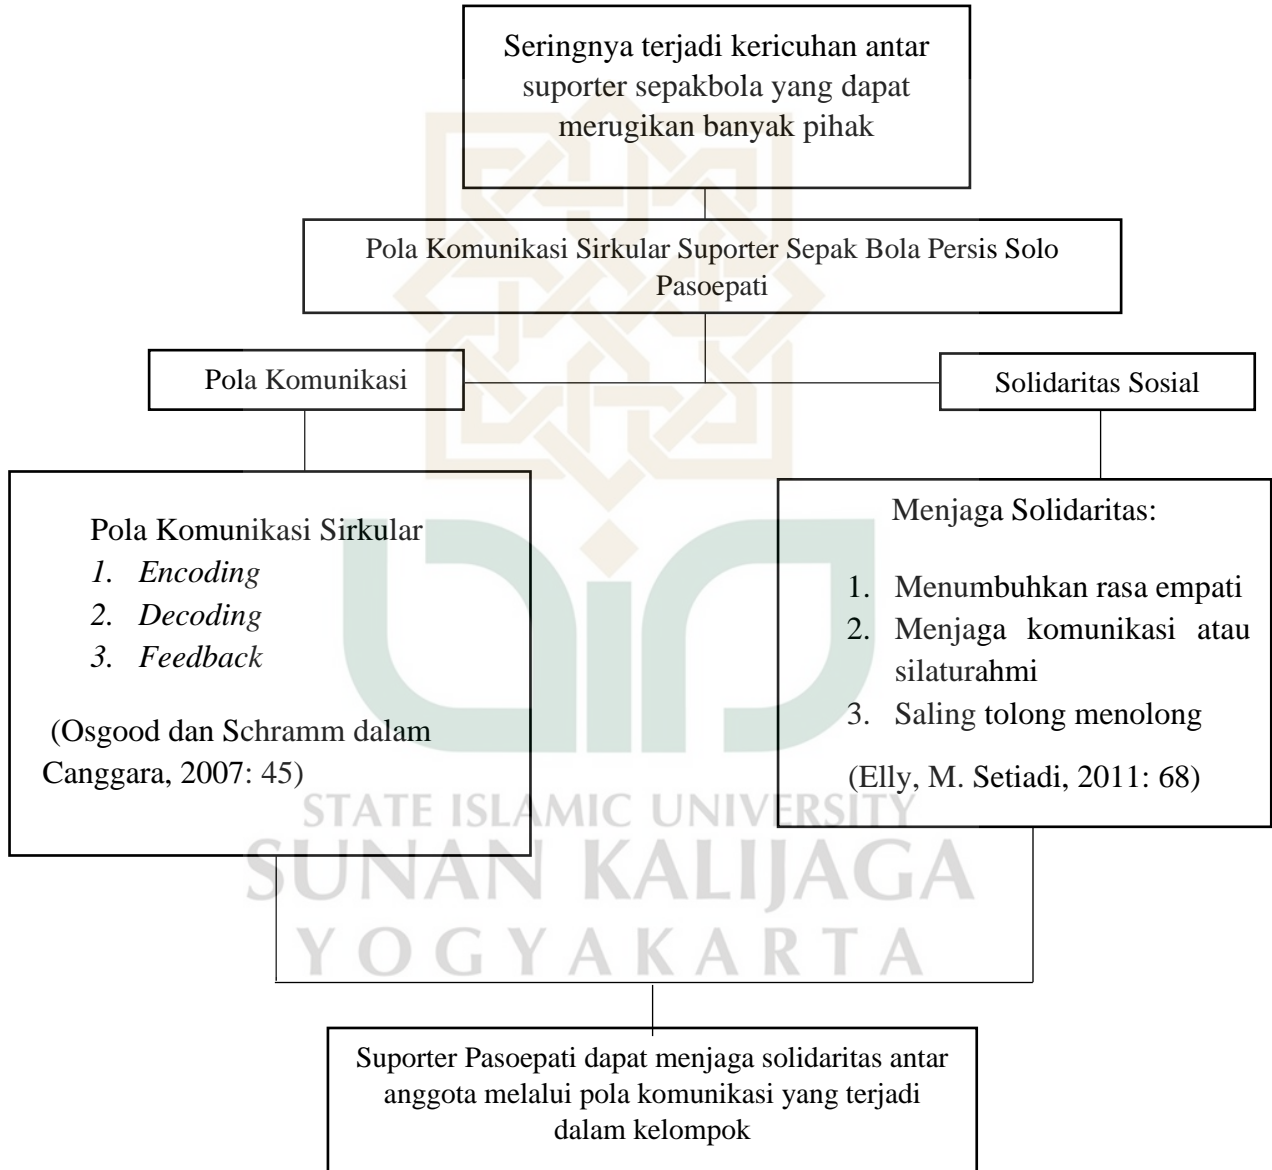 Seringnya terjadi kericuhan antar
suporter sepakbola yang dapat
merugikan banyak pihak
Pola Komunikasi Sirkular Suporter Sepak Bola Persis Solo
Pasoepati
Pola Komunikasi
Solidaritas Sosial
Pola Komunikasi Sirkular
1. Encoding
2. Decoding
3. Feedback
(Osgood dan Schramm dalam
Canggara, 2007: 45)
Menjaga Solidaritas:
1. Menumbuhkan rasa empati
2. Menjaga komunikasi atau
silaturahmi
3. Saling tolong menolong
(Elly, M. Setiadi, 2011: 68)
STATE ISLAMIC UNIVERSITY
SUNAN KALIJAGA
YOGYAKARTA
Suporter Pasoepati dapat menjaga solidaritas antar
anggota melalui pola komunikasi yang terjadi
dalam kelompok